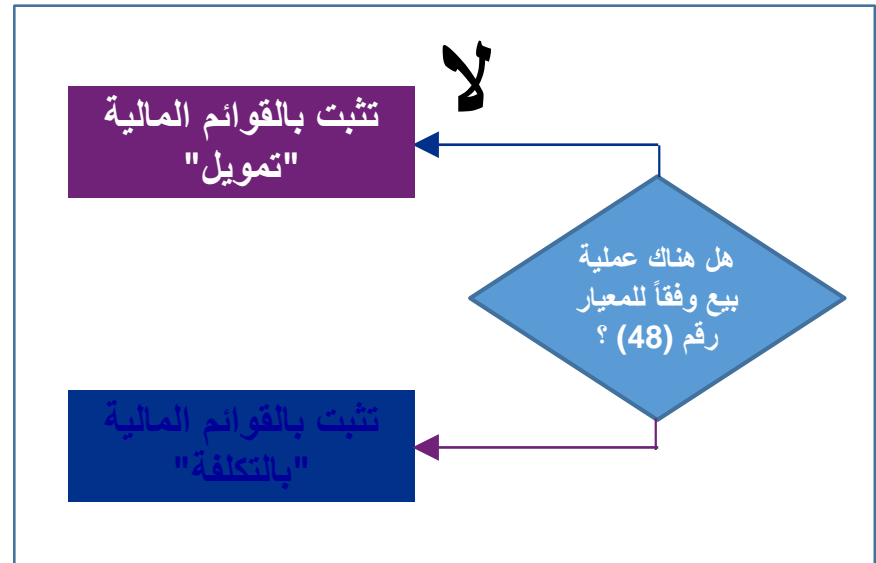 لا
تثبت بالقوائم المالية
"تمويل"
هل هناك عملية
بيع وفقاً للمعيار
رقم (48) ؟
تثبت بالقوائم المالية
"بالتكلفة"